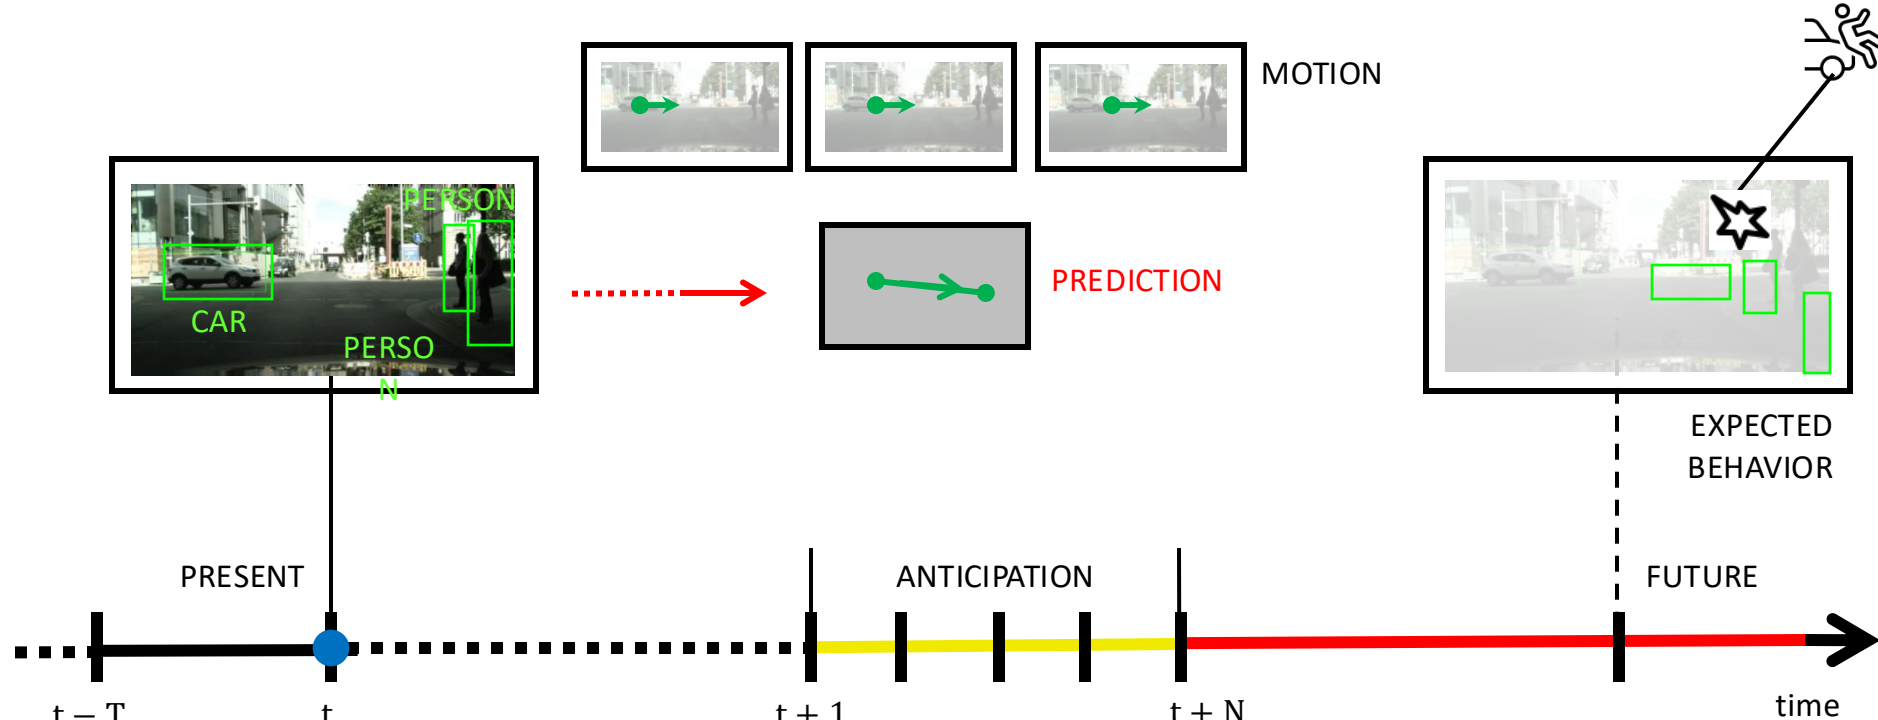 MOTION
PERSON
PREDICTION
CAR
PERSO
N
EXPECTED
BEHAVIOR
PRESENT
ANTICIPATION
FUTURE
t − T
t
t + 1
t + N
time